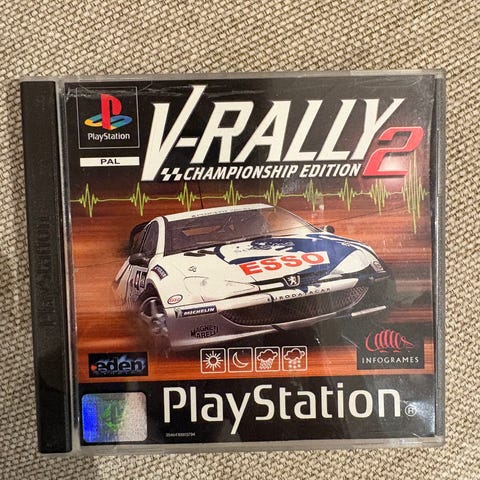 PlayStation
PAL
V-RALLY 2
CHAMPIONSHIP EDITION
ESSO
MICHELIN
MAGNETI
MARELLI
eden
INFOGRAMES
PlayStation